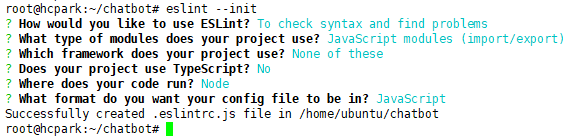 root@hcpark:~/chatbot# eslint --init
? How would you like to use ESLint? To check syntax and find problems
? What type of modules does your project use? JavaScript modules (import/export)
? Which framework does your project use? None of these
? Does your project use TypeScript? No
? Where does your code run? Node
? What format do you want your config file to be in? JavaScript
Successfully created .eslintrc.js file in /home/ubuntu/chatbot
root@hcpark:~/chatbot#